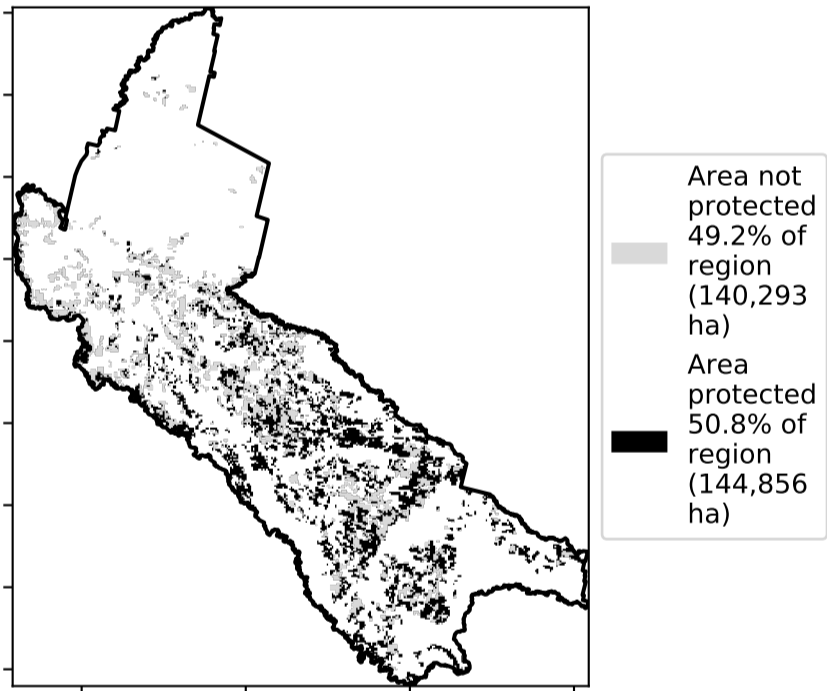 Area not
protected
49.2% of
region
(140,293
ha)
Area
protected
50.8% of
region
(144,856
ha)